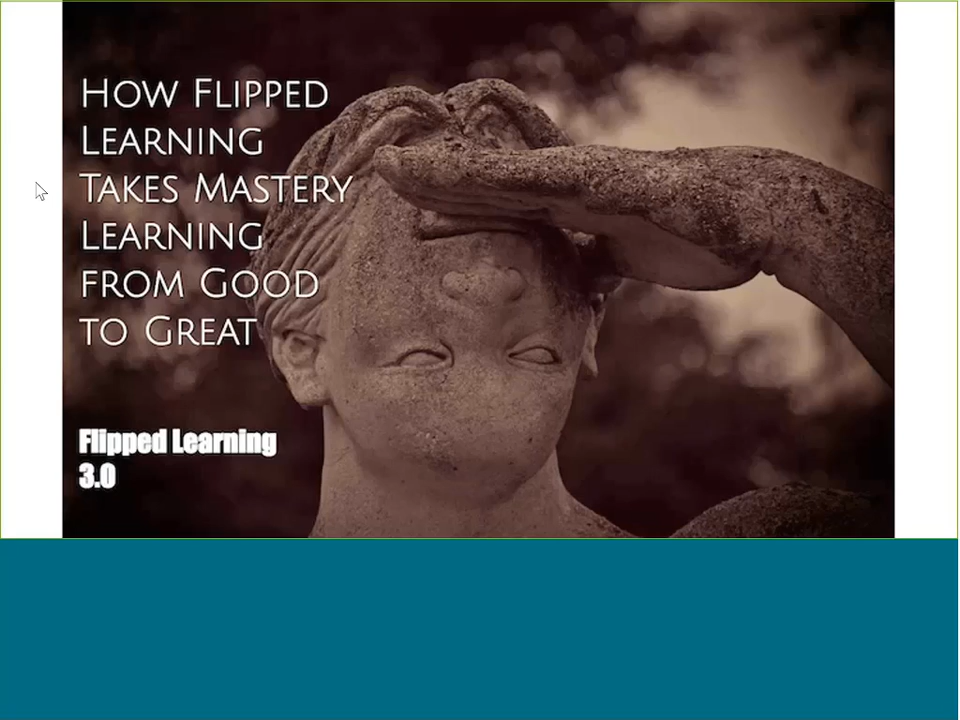 How Flipped
Learning
Takes Mastery
Learning
from Good
to Great
Flipped Learning
3.0